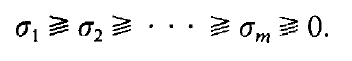 σ₁ ⪌ σ₂ ⪌ · · · ⪌ σₘ ⪌ 0.